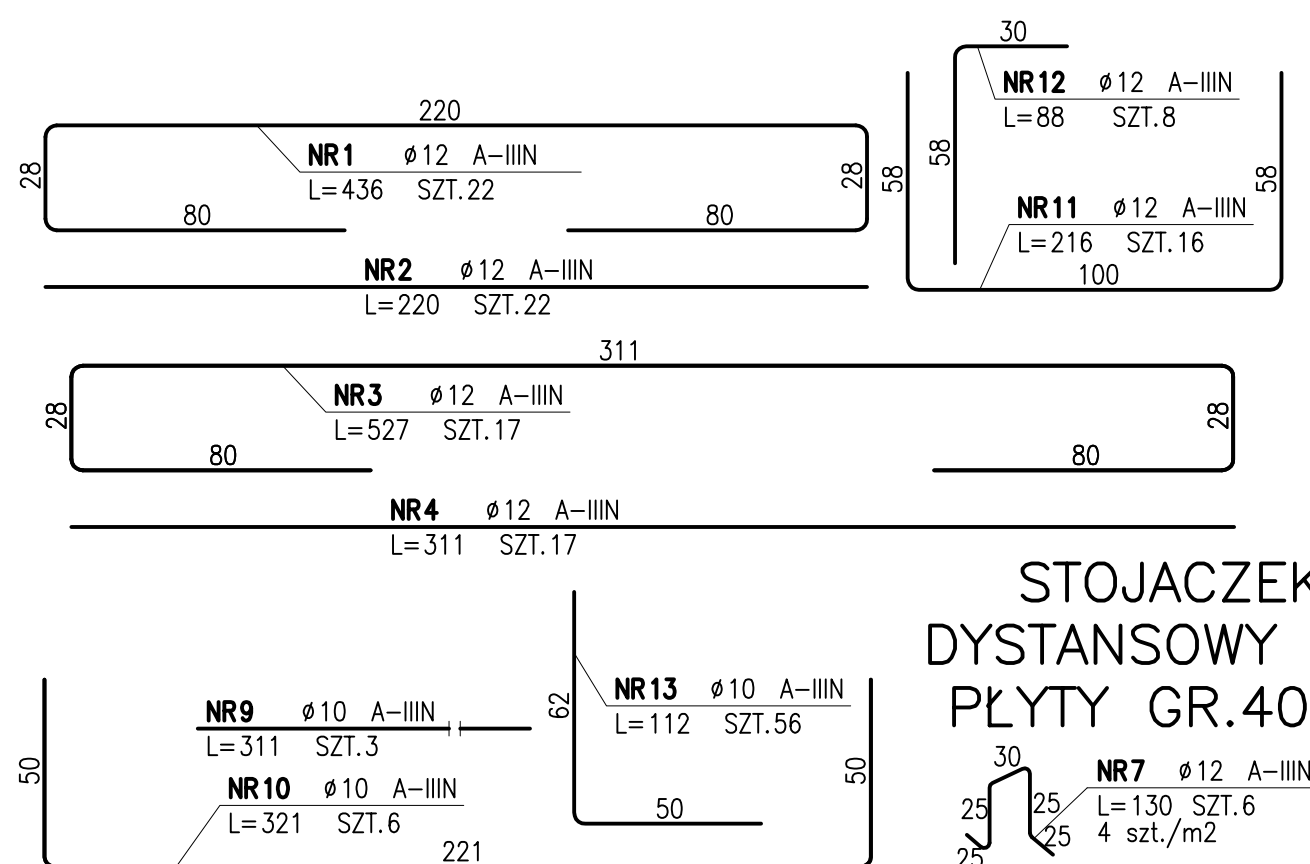 220
NR1 ø12 A-IIIN
L=436 SZT.22
28
28
80
80
NR2 ø12 A-IIIN
L=220 SZT.22
30
NR12 ø12 A-IIIN
L=88 SZT.8
58
58
58
NR11 ø12 A-IIIN
L=216 SZT.16
100
311
NR3 ø12 A-IIIN
L=527 SZT.17
28
28
80
80
NR4 ø12 A-IIIN
L=311 SZT.17
STOJACZEK
DYSTANSOWY
PŁYTY GR.40
NR9 ø10 A-IIIN
L=311 SZT.3
NR10 ø10 A-IIIN
L=321 SZT.6
50
50
221
62
NR13 ø10 A-IIIN
L=112 SZT.56
50
30
NR7 ø12 A-IIIN
L=130 SZT.6
4 szt./m2
25
25
25
25